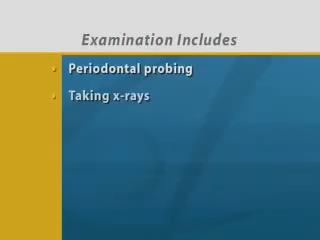 Examination Includes
• Periodontal probing
• Taking x-rays